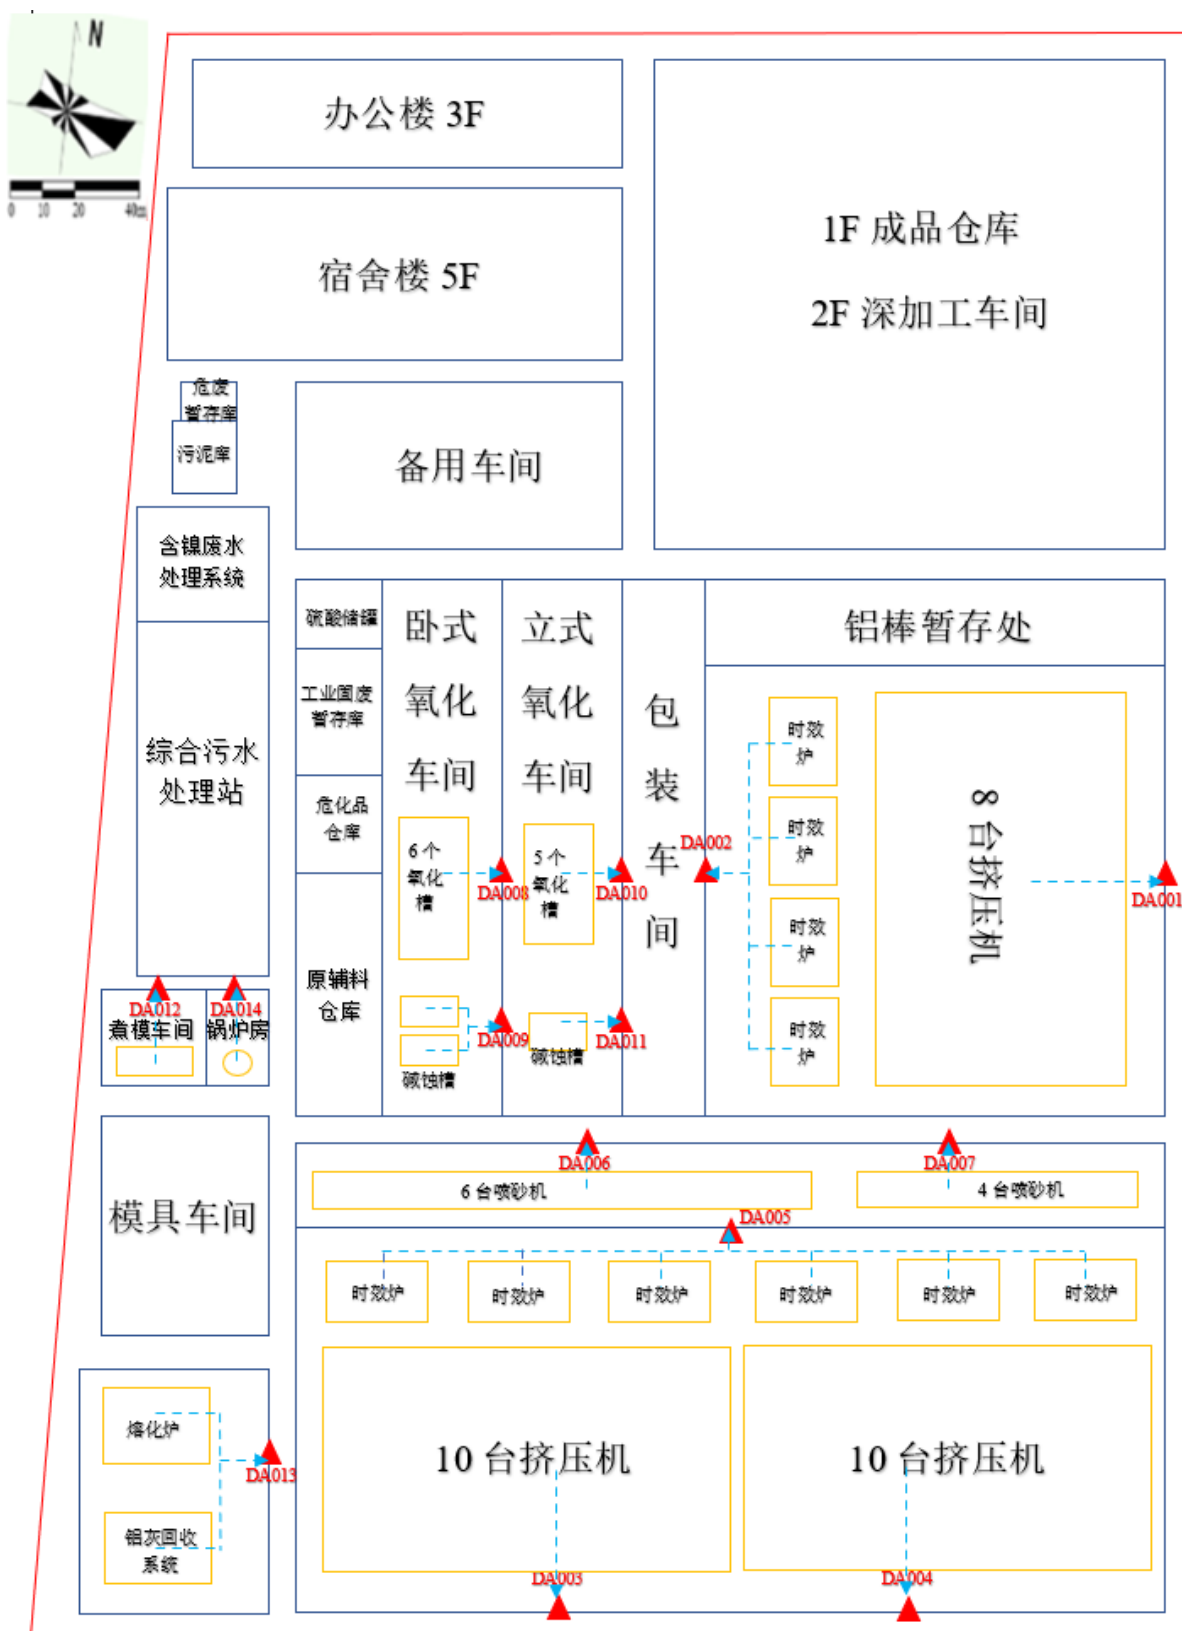 N
0 10 20 40m
办公楼 3F
宿舍楼 5F
1F 成品仓库
2F 深加工车间
危废
暂存库
污泥库
备用车间
含镍废水
处理系统
综合污水
处理站
硫酸储罐
工业固废
暂存库
危化品
仓库
原辅料
仓库
卧式
氧化
车间
6 个
氧化
槽
DA008
DA009
碱蚀槽
立式
氧化
车间
5 个
氧化
槽
DA010
DA011
碱蚀槽
包
装
车
间
DA002
铝棒暂存处
时效
炉
时效
炉
时效
炉
时效
炉
8 台挤压机
DA001
DA012
煮模车间
DA014
锅炉房
模具车间
DA006
6 台喷砂机
DA007
4 台喷砂机
DA005
时效炉
时效炉
时效炉
时效炉
时效炉
时效炉
熔化炉
铝灰回收
系统
DA013
10 台挤压机
10 台挤压机
DA003
DA004